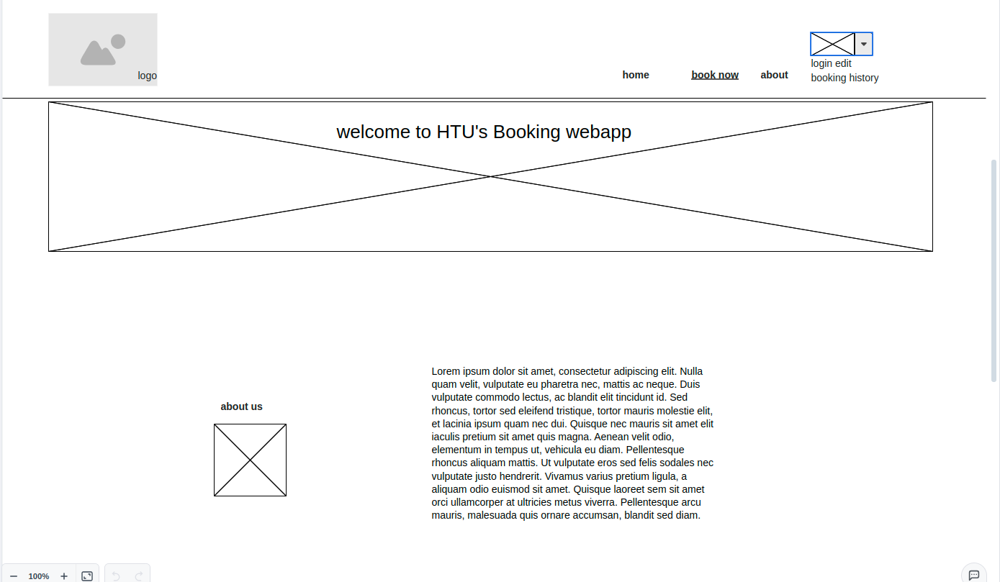 logo
home
book now
about
login edit
booking history
welcome to HTU's Booking webapp
about us
Lorem ipsum dolor sit amet, consectetur adipiscing elit. Nulla
quam velit, vulputate eu pharetra nec, mattis ac neque. Duis
vulputate commodo lectus, ac blandit elit tincidunt id. Sed
rhoncus, tortor sed eleifend tristique, tortor mauris molestie elit,
et lacinia ipsum quam nec dui. Quisque nec mauris sit amet elit
iaculis pretium sit amet quis magna. Aenean velit odio,
elementum in tempus ut, vehicula eu diam. Pellentesque
rhoncus aliquam mattis. Ut vulputate eros sed felis sodales nec
vulputate justo hendrerit. Vivamus varius pretium ligula, a
aliquam odio euismod sit amet. Quisque laoreet sem sit amet
orci ullamcorper at ultricies metus viverra. Pellentesque arcu
mauris, malesuada quis ornare accumsan, blandit sed diam.
100%